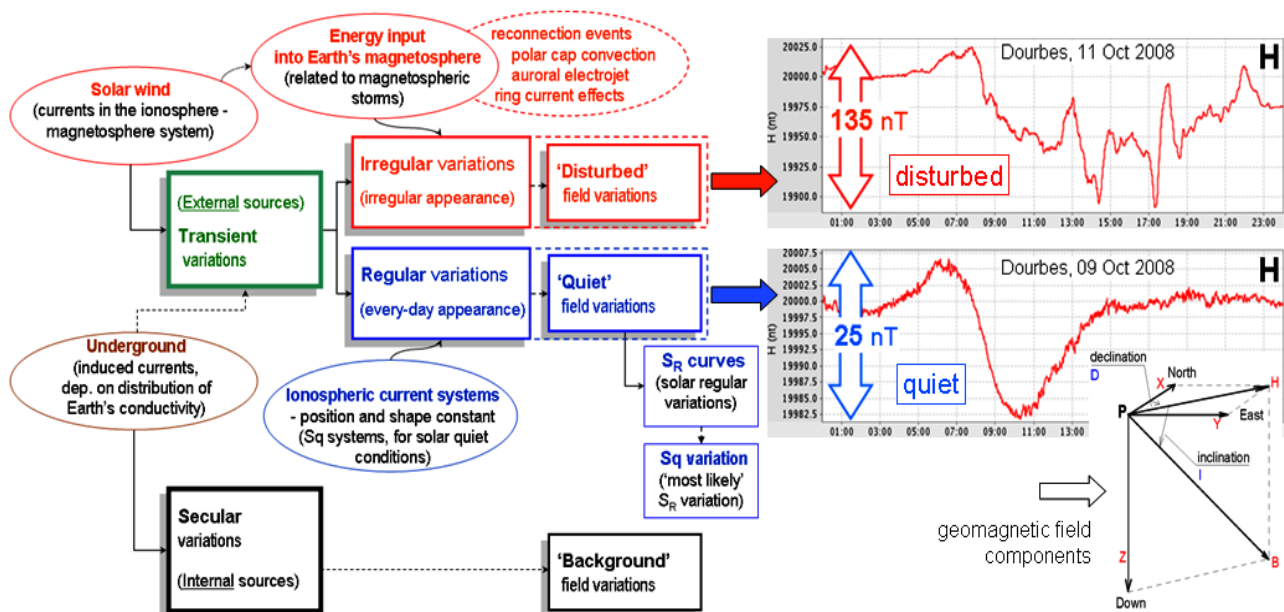 Energy input
into Earth's magnetosphere
(related to magnetospheric
storms)
reconnection events
polar cap convection
auroral electrojet
ring current effects
Solar wind
(currents in the ionosphere -
magnetosphere system)
(External sources)
Transient
variations
Irregular variations
(irregular appearance)
'Disturbed'
field variations
Regular variations
(every-day appearance)
'Quiet'
field variations
Underground
(induced currents,
dep. on distribution of
Earth's conductivity)
Ionospheric current systems
- position and shape constant
(Sq systems, for solar quiet
conditions)
S_R curves
(solar regular
variations)
Sq variation
('most likely'
S_R variation)
Secular
variations
(Internal sources)
'Background'
field variations
Dourbes, 11 Oct 2008
H
135 nT
disturbed
H (nt)
20025.0
20000.0
19975.0
19950.0
19925.0
19900.0
01:00 03:00 05:00 07:00 09:00 11:00 13:00 15:00 17:00 19:00 21:00 23:00
Dourbes, 09 Oct 2008
H
25 nT
quiet
H (nt)
20007.5
20005.0
20002.5
20000.0
19997.5
19995.0
19992.5
19990.0
19987.5
19985.0
19982.5
01:00 03:00 05:00 07:00 09:00 11:00 13:00
declination
D
X
North
H
P
Y
East
inclination
I
Z
B
Down
geomagnetic field
components